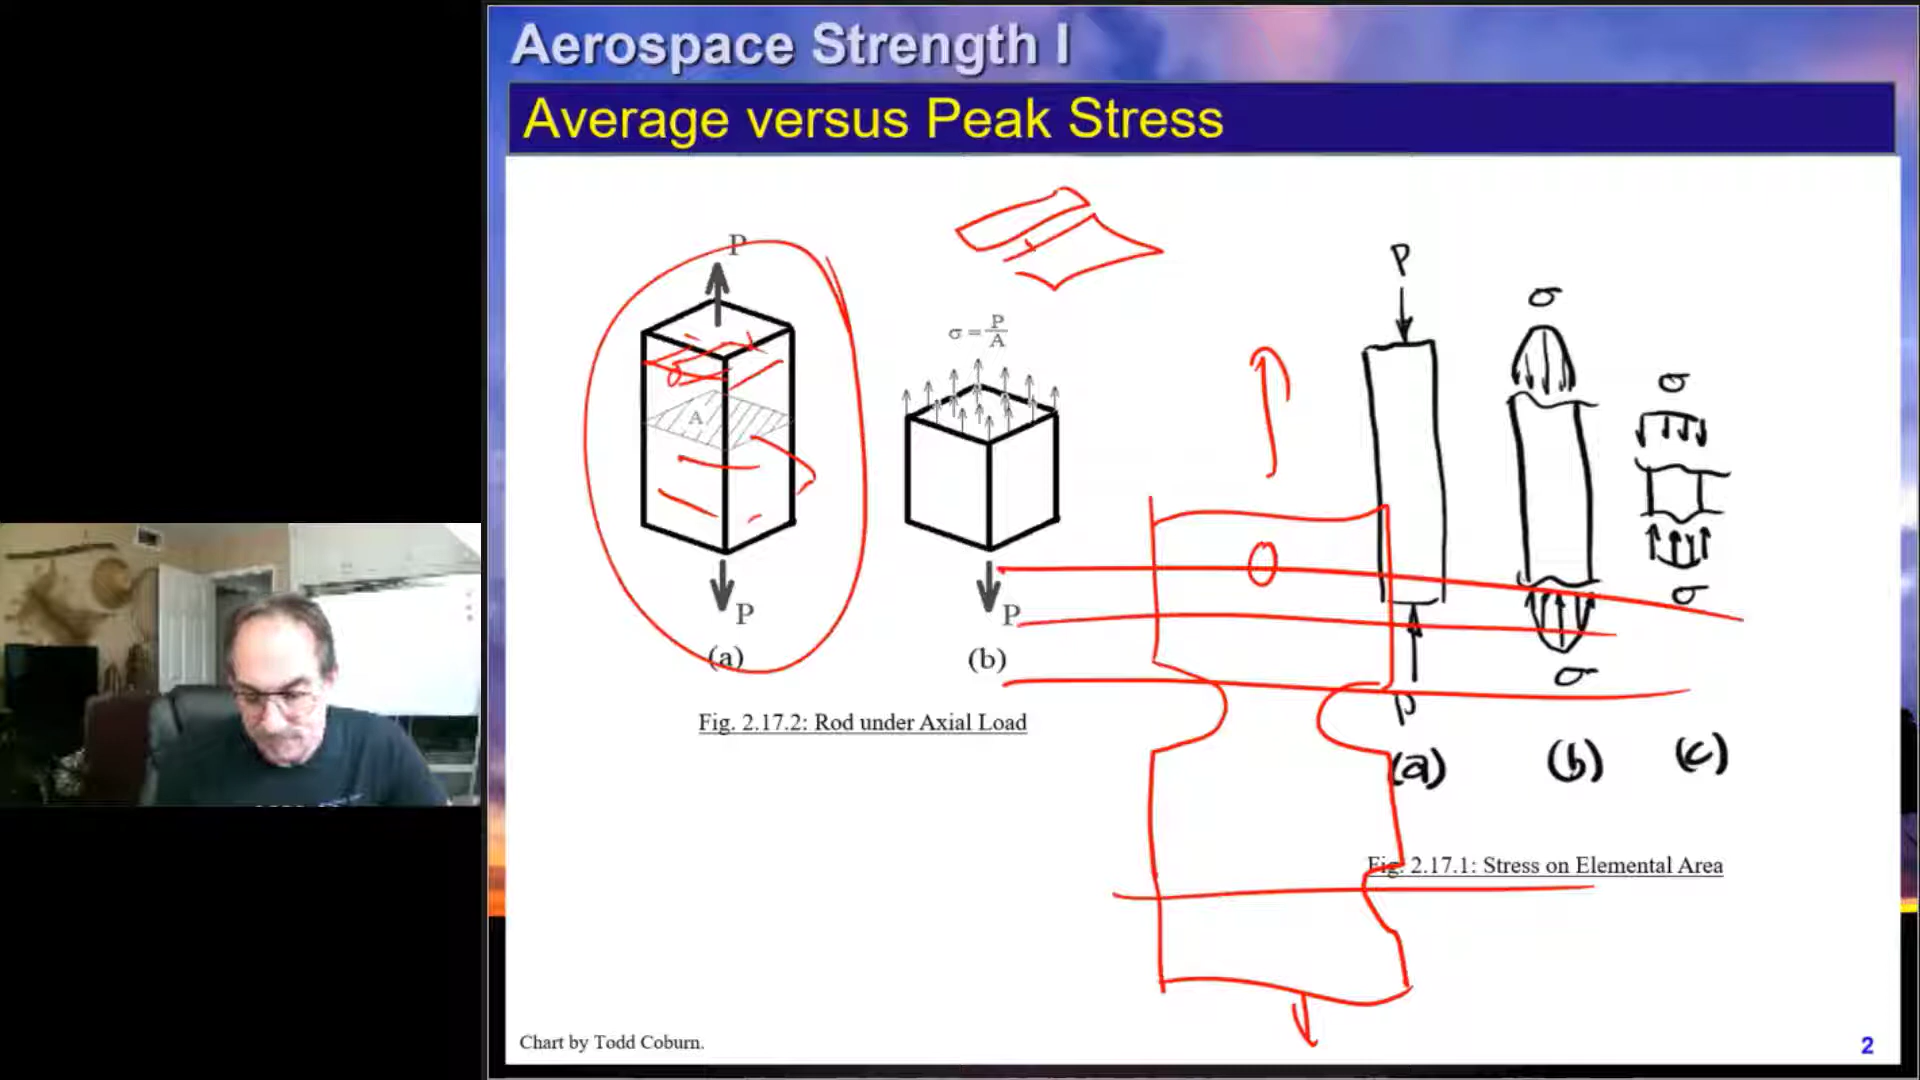 Aerospace Strength I
Average versus Peak Stress
P
A
P
(a)
σ = P/A
P
(b)
Fig. 2.17.2: Rod under Axial Load
P
P
(a)
σ
σ
(b)
σ
σ
(c)
Fig. 2.17.1: Stress on Elemental Area
Chart by Todd Coburn.
2